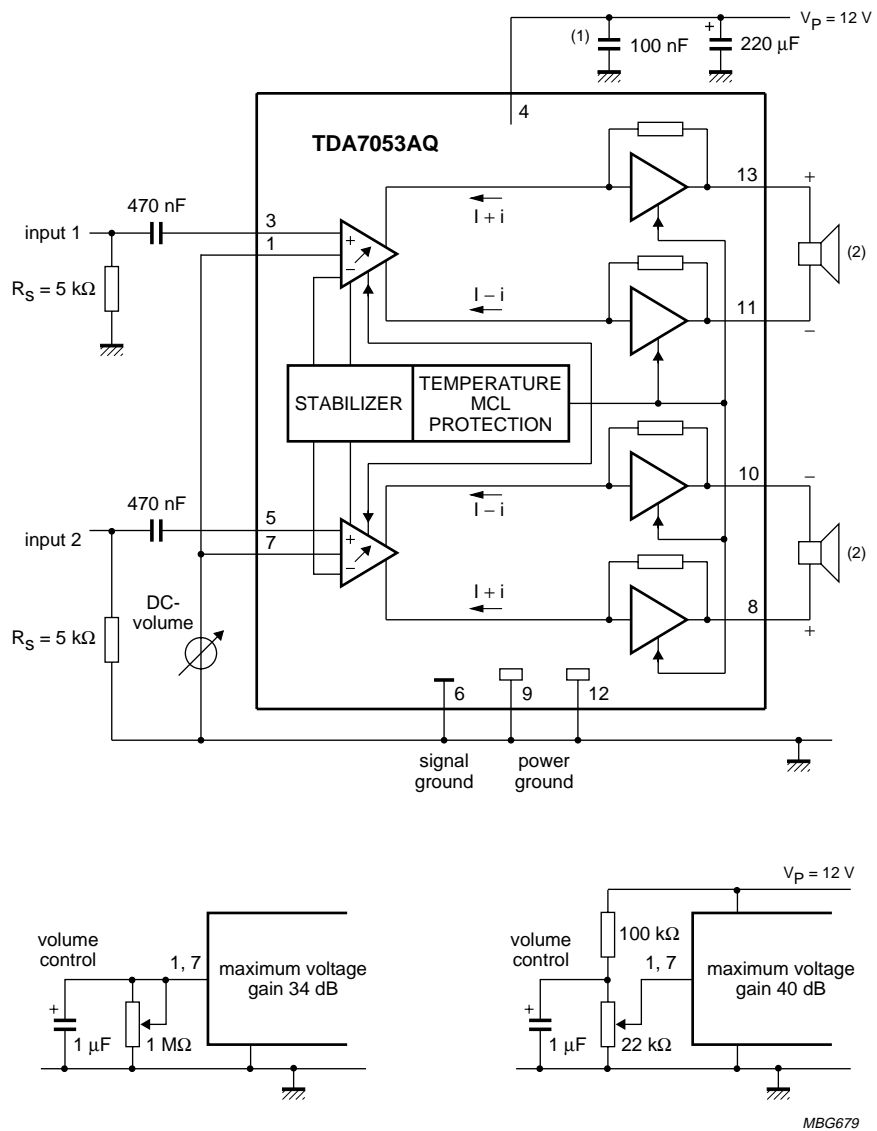 V_P = 12 V
(1)
100 nF
+
220 μF
4
TDA7053AQ
13
+
470 nF
I + i
input 1
3
1
+
−
(2)
R_S = 5 kΩ
I − i
11
−
STABILIZER
TEMPERATURE
MCL
PROTECTION
10
−
470 nF
I − i
input 2
5
7
+
−
(2)
DC-
volume
I + i
8
+
R_S = 5 kΩ
6
9
12
signal
ground
power
ground
volume
control
1, 7
maximum voltage
gain 34 dB
+
1 μF
1 MΩ
V_P = 12 V
100 kΩ
volume
control
1, 7
maximum voltage
gain 40 dB
+
1 μF
22 kΩ
MBG679